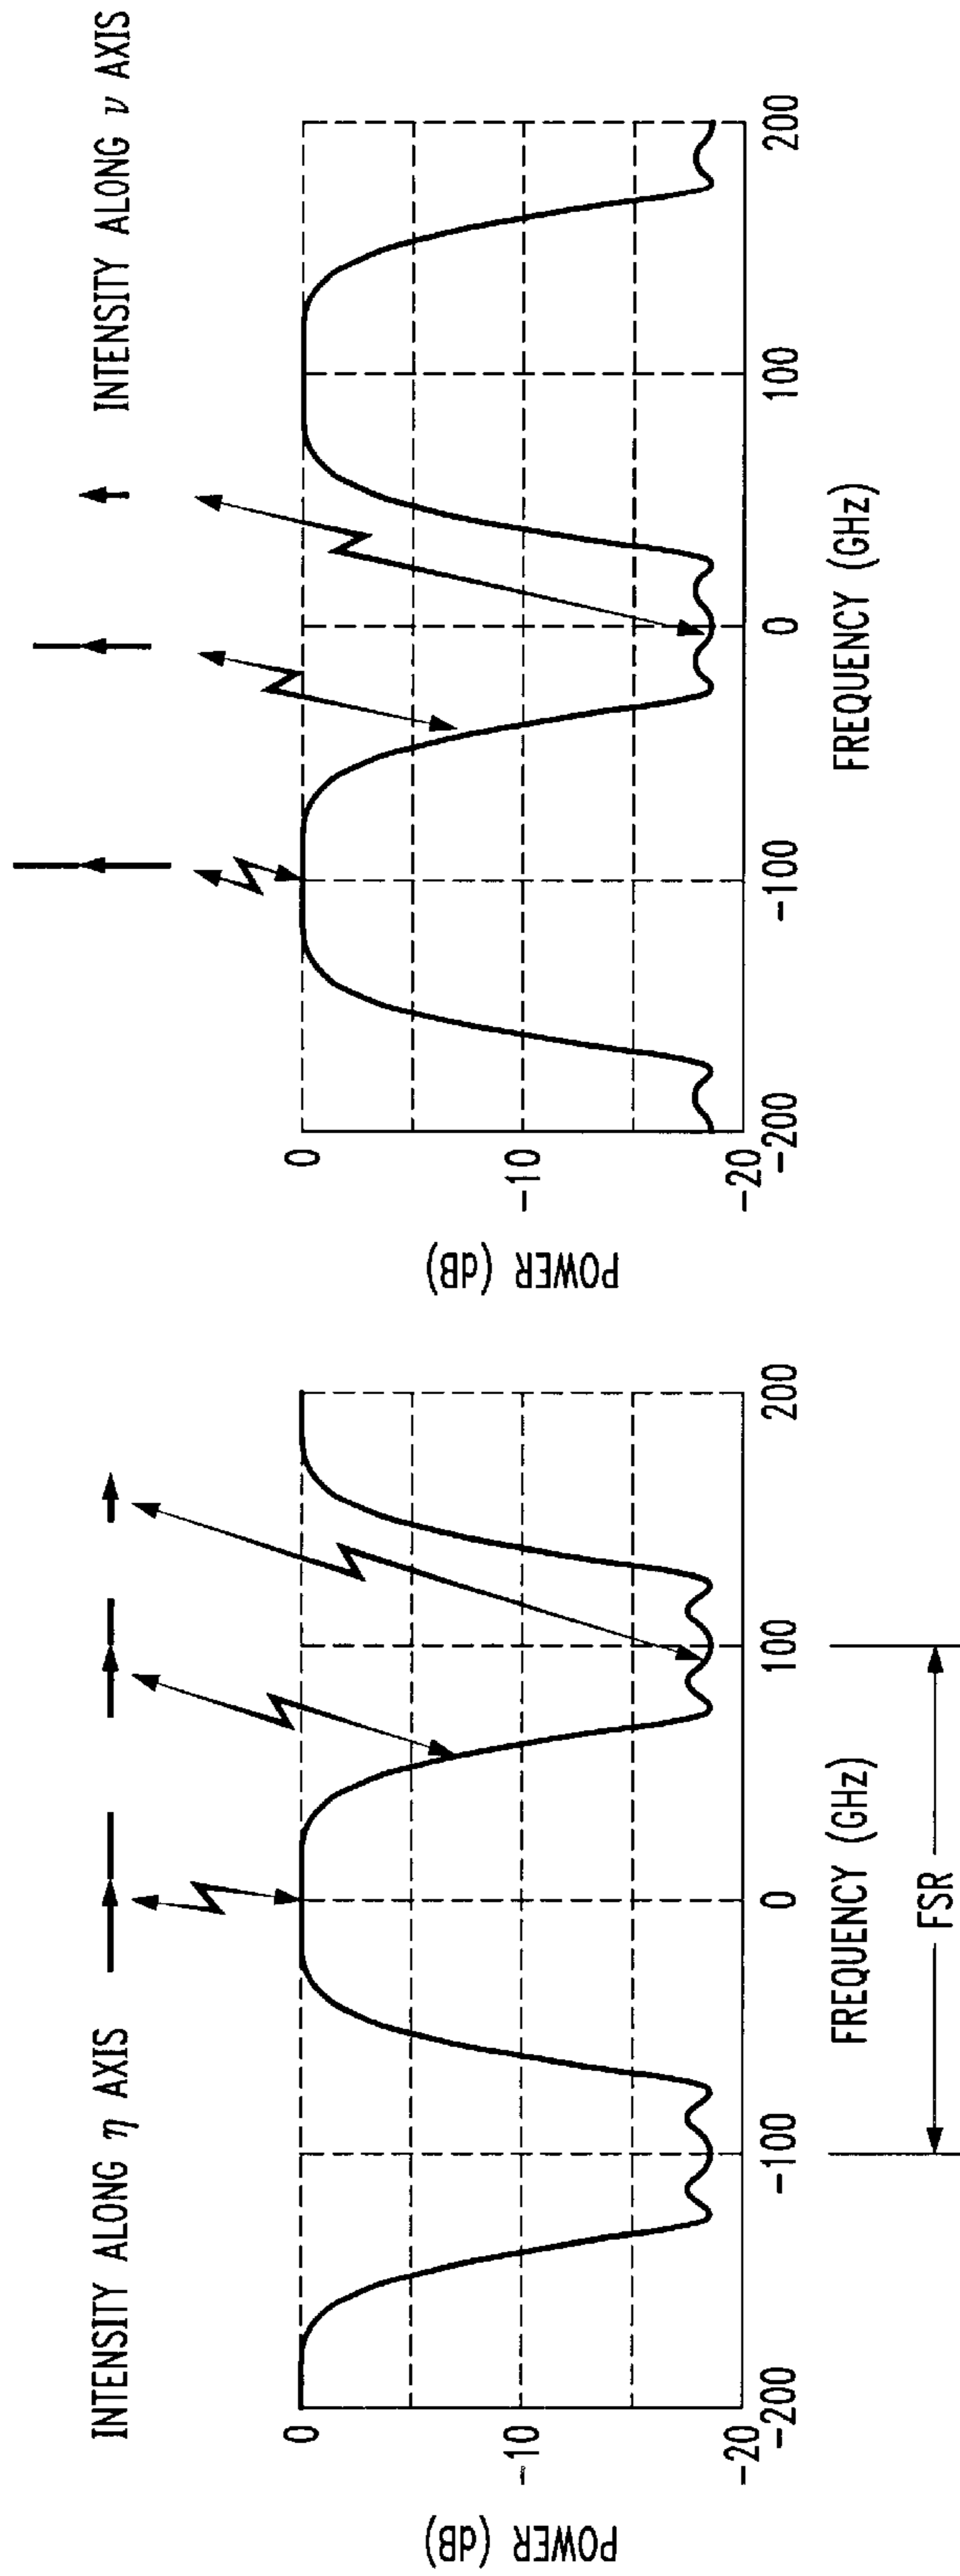 INTENSITY ALONG η AXIS
POWER (dB)
0
-10
-20
-200
-100
0
100
200
FREQUENCY (GHz)
FSR
INTENSITY ALONG ν AXIS
POWER (dB)
0
-10
-20
-200
-100
0
100
200
FREQUENCY (GHz)